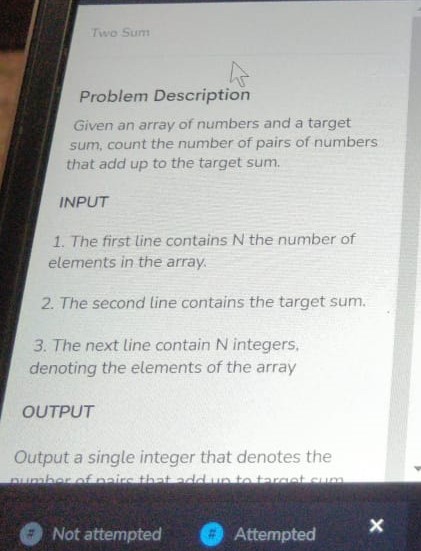 Two Sum
Problem Description
Given an array of numbers and a target
sum, count the number of pairs of numbers
that add up to the target sum.
INPUT
1. The first line contains N the number of
elements in the array.
2. The second line contains the target sum.
3. The next line contain N integers,
denoting the elements of the array
OUTPUT
Output a single integer that denotes the
number of pairs that add up to target sum
# Not attempted
# Attempted
×